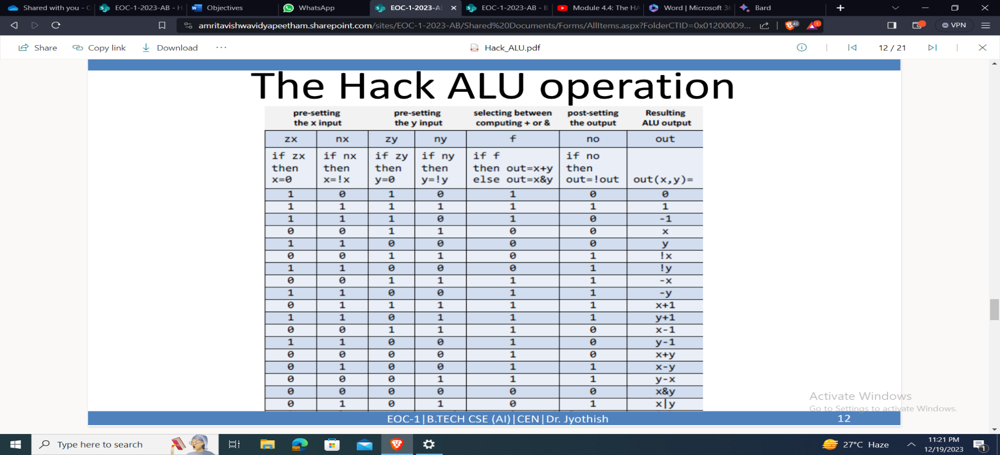 Shared with you - EOC-1-2023-AB - H Objectives WhatsApp EOC-1-2023-A EOC-1-2023-AB - B Module 4.4: The HA Word | Microsoft 36 Bard
amritavishwavidyapeetham.sharepoint.com/sites/EOC-1-2023-AB/Shared%20Documents/Forms/AllItems.aspx?FolderCTID=0x012000D9... 43 1 VPN
Share Copy link Download ... Hack_ALU.pdf 12 / 21
The Hack ALU operation
pre-setting pre-setting selecting between post-setting Resulting
the x input the y input computing + or & the output ALU output
zx nx zy ny f no out
if zx if nx if zy if ny if f if no
then then then then then out=x+y then
x=0 x=!x y=0 y=!y else out=x&y out=!out out(x,y)=
1 0 1 0 1 0 0
1 1 1 1 1 1 1
1 1 1 0 1 0 -1
0 0 1 1 0 0 x
1 1 0 0 0 0 y
0 0 1 1 0 1 !x
1 1 0 0 0 1 !y
0 0 1 1 1 1 -x
1 1 0 0 1 1 -y
0 1 1 1 1 1 x+1
1 1 0 1 1 1 y+1
0 0 1 1 1 0 x-1
1 1 0 0 1 0 y-1
0 0 0 0 1 0 x+y
0 1 0 0 1 1 x-y
0 0 0 1 1 1 y-x
0 0 0 0 0 0 x&y
0 1 0 1 0 1 x|y
Activate Windows
Go to Settings to activate Windows.
EOC-1|B.TECH CSE (AI)|CEN|Dr. Jyothish 12
Type here to search 27°C Haze 11:21 PM
12/19/2023 1